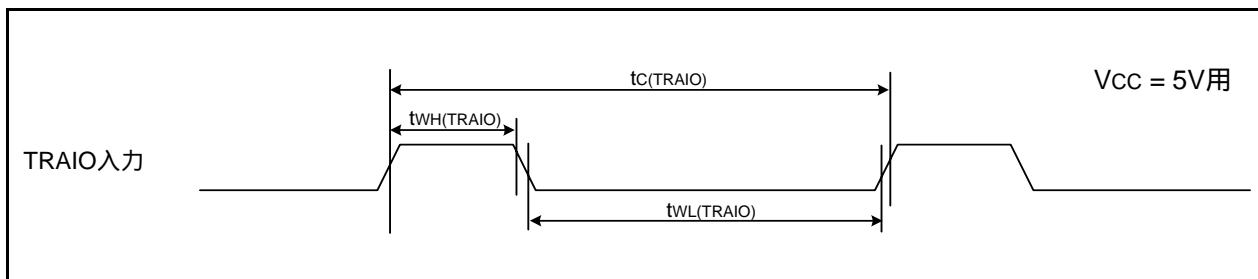 tC(TRAIO)
VCC = 5V用
tWH(TRAIO)
TRAIO入力
tWL(TRAIO)